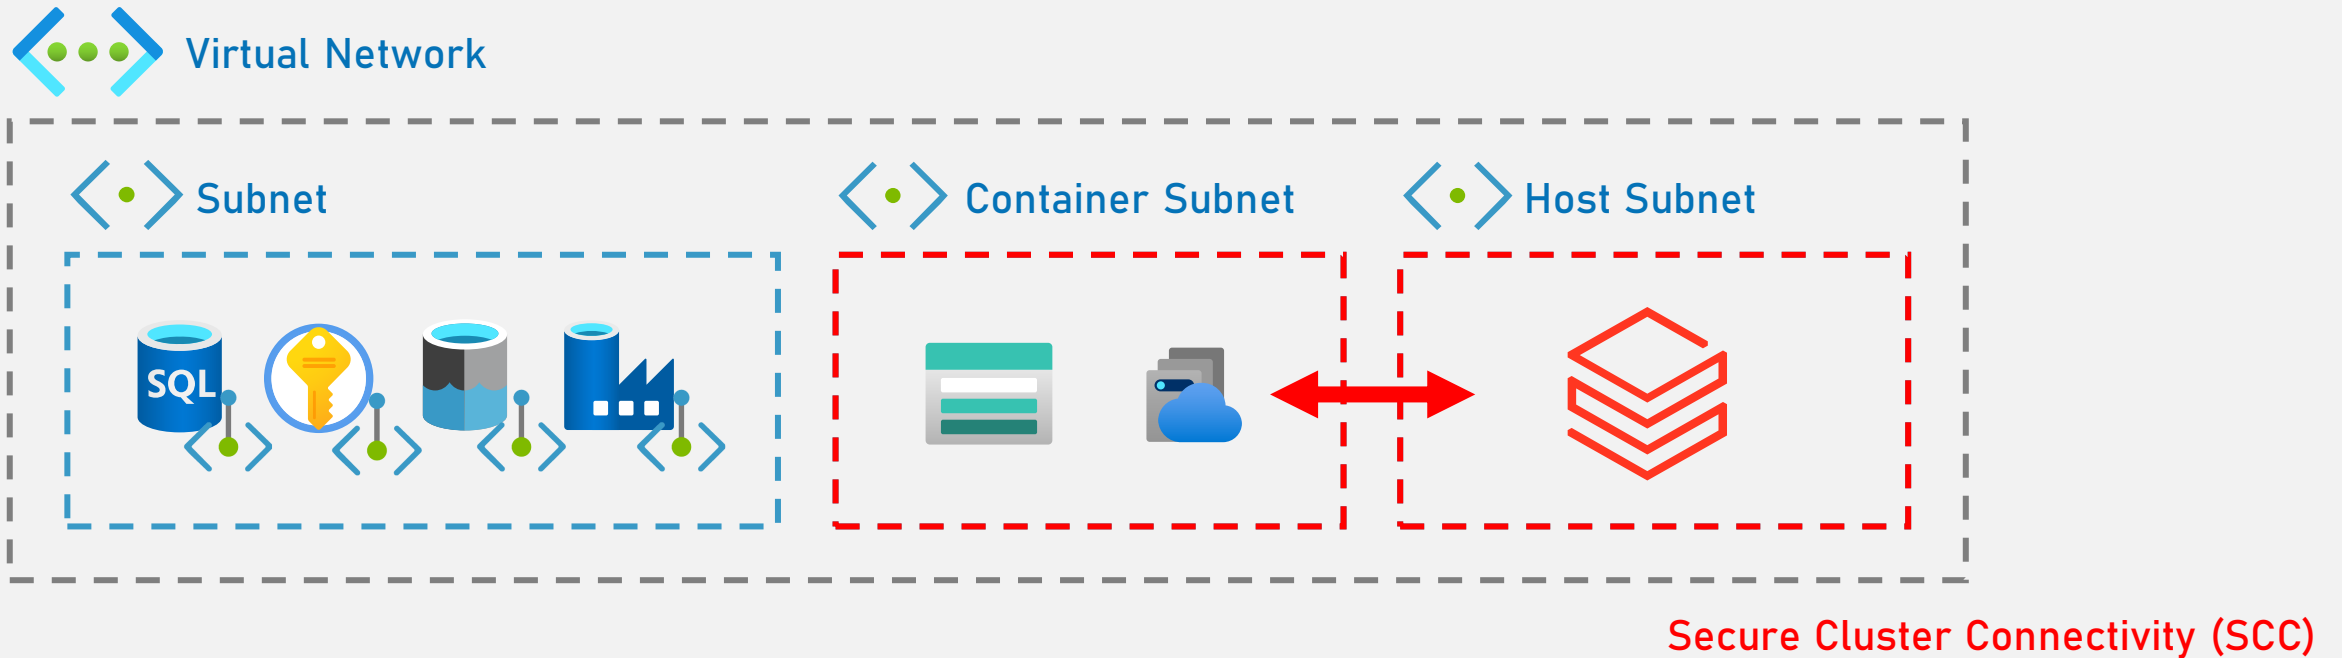 Virtual Network
Subnet
Container Subnet
Host Subnet
SQL
Secure Cluster Connectivity (SCC)